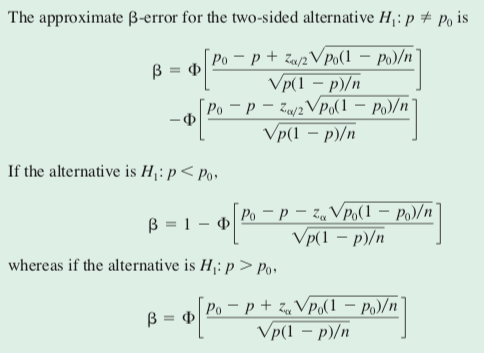 The approximate β-error for the two-sided alternative H₁: p ≠ p₀ is
β = Φ[(p₀ − p + z_{α/2}√(p₀(1 − p₀)/n)) / √(p(1 − p)/n)]
−Φ[(p₀ − p − z_{α/2}√(p₀(1 − p₀)/n)) / √(p(1 − p)/n)]
If the alternative is H₁: p < p₀,
β = 1 − Φ[(p₀ − p − z_α√(p₀(1 − p₀)/n)) / √(p(1 − p)/n)]
whereas if the alternative is H₁: p > p₀,
β = Φ[(p₀ − p + z_α√(p₀(1 − p₀)/n)) / √(p(1 − p)/n)]